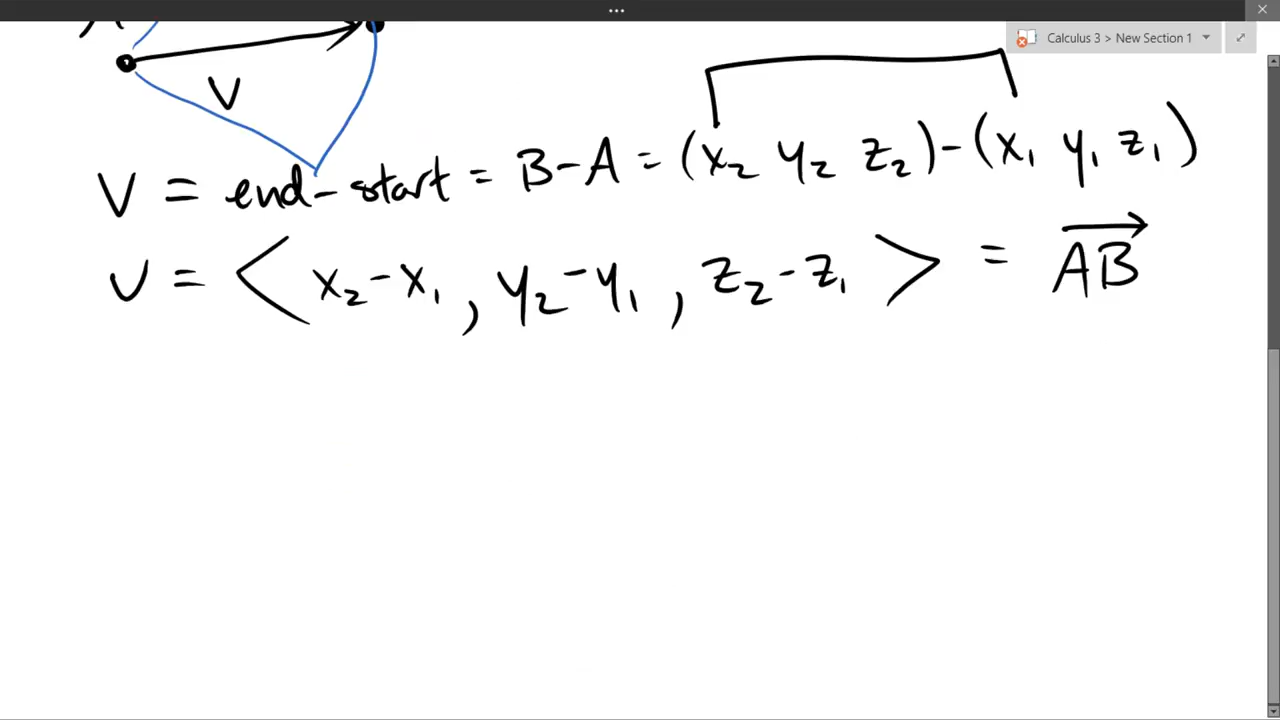 Calculus 3 > New Section 1
V
V = end - start = B - A = (x₂ y₂ z₂) - (x₁ y₁ z₁)
V = < x₂ - x₁ , y₂ - y₁ , z₂ - z₁ > = \overrightarrow{AB}